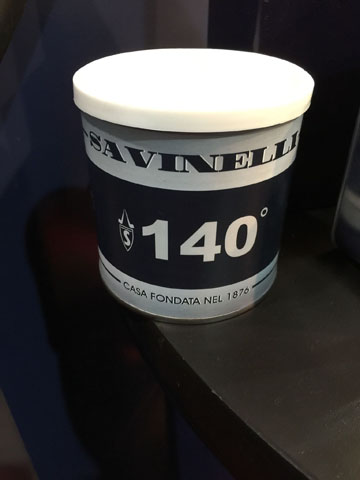 SAVINELLI
S 140°
CASA FONDATA NEL 1876